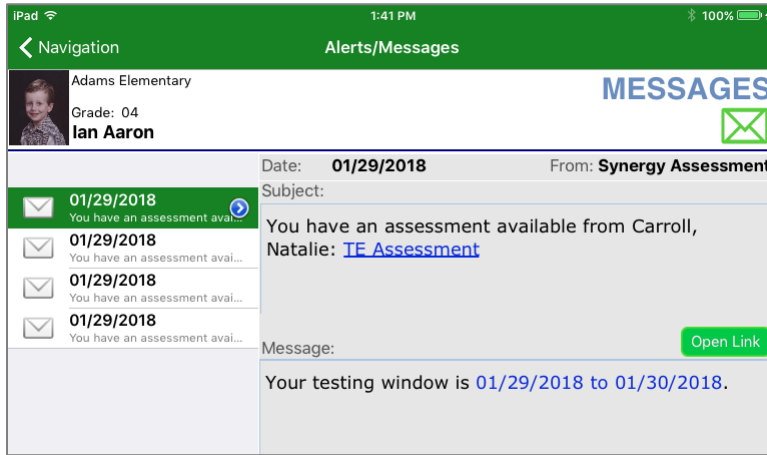 iPad 1:41 PM 100%
Navigation Alerts/Messages
Adams Elementary
Grade: 04
Ian Aaron
MESSAGES
Date: 01/29/2018 From: Synergy Assessment
01/29/2018
You have an assessment avai...
01/29/2018
You have an assessment avai...
01/29/2018
You have an assessment avai...
01/29/2018
You have an assessment avai...
Subject:
You have an assessment available from Carroll,
Natalie: TE Assessment
Open Link
Message:
Your testing window is 01/29/2018 to 01/30/2018.